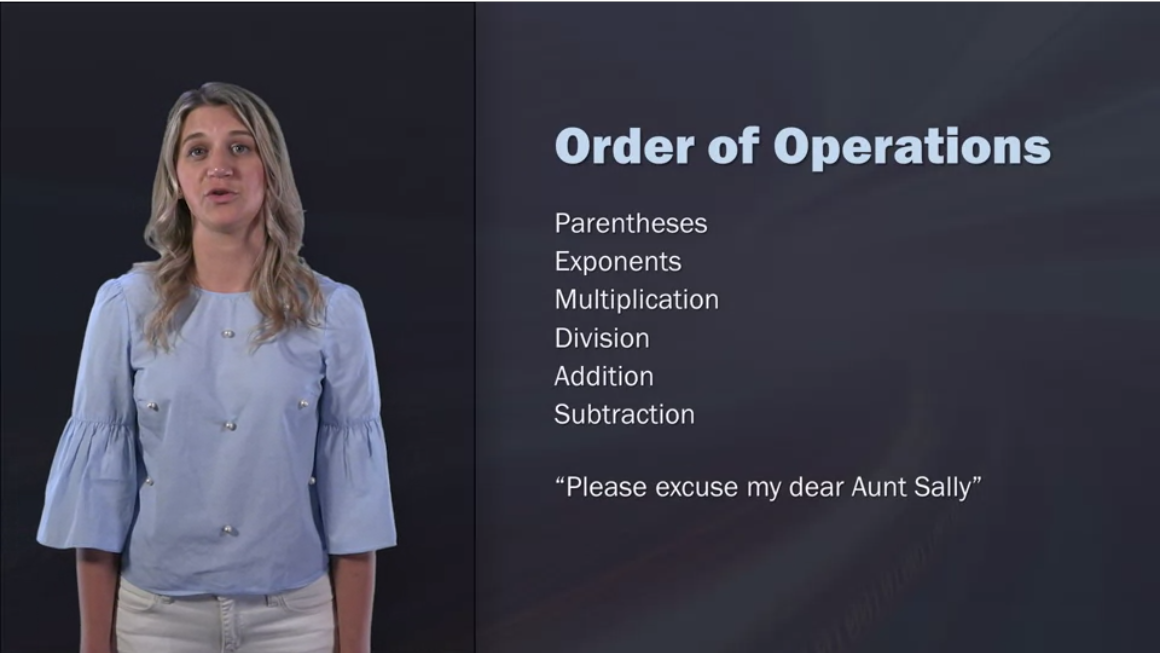 Order of Operations
Parentheses
Exponents
Multiplication
Division
Addition
Subtraction
“Please excuse my dear Aunt Sally”